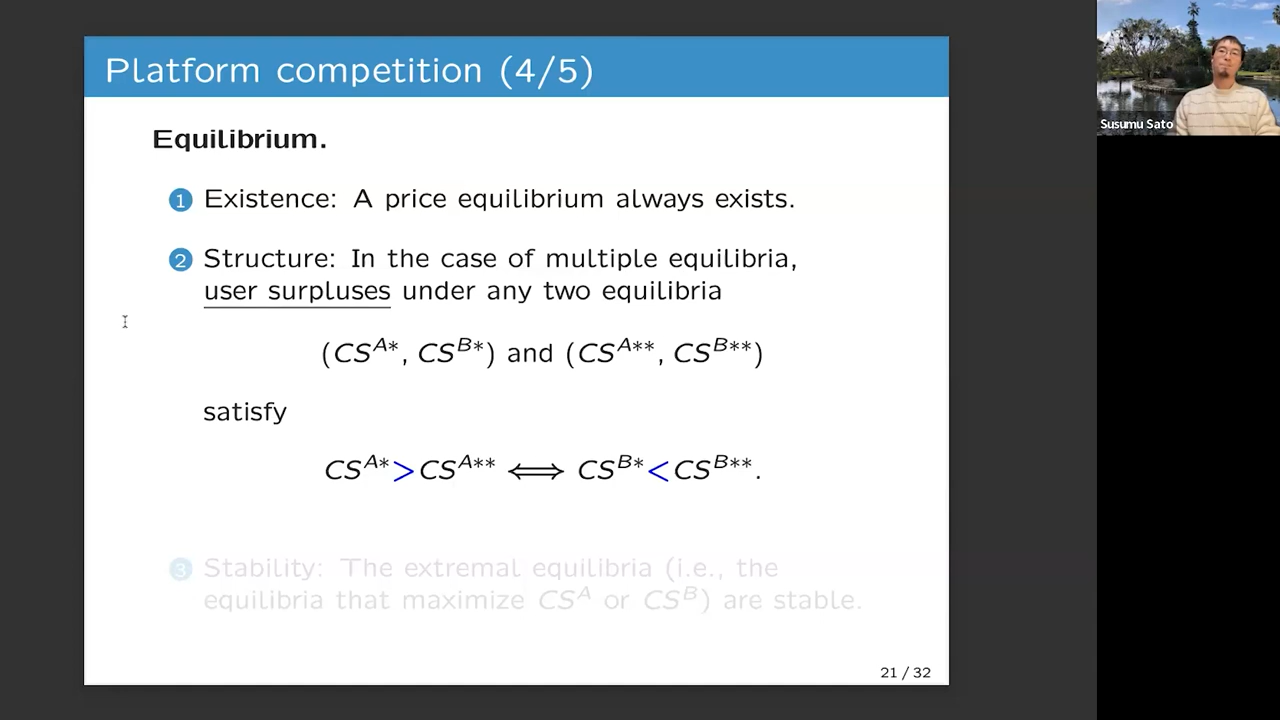 Platform competition (4/5)
Susumu Sato
Equilibrium.
1 Existence: A price equilibrium always exists.
2 Structure: In the case of multiple equilibria,
user surpluses under any two equilibria
(CS^{A*}, CS^{B*}) and (CS^{A**}, CS^{B**})
satisfy
CS^{A*} > CS^{A**} ⟺ CS^{B*} < CS^{B**}.
3 Stability: The extremal equilibria (i.e., the
equilibria that maximize CS^A or CS^B) are stable.
21 / 32